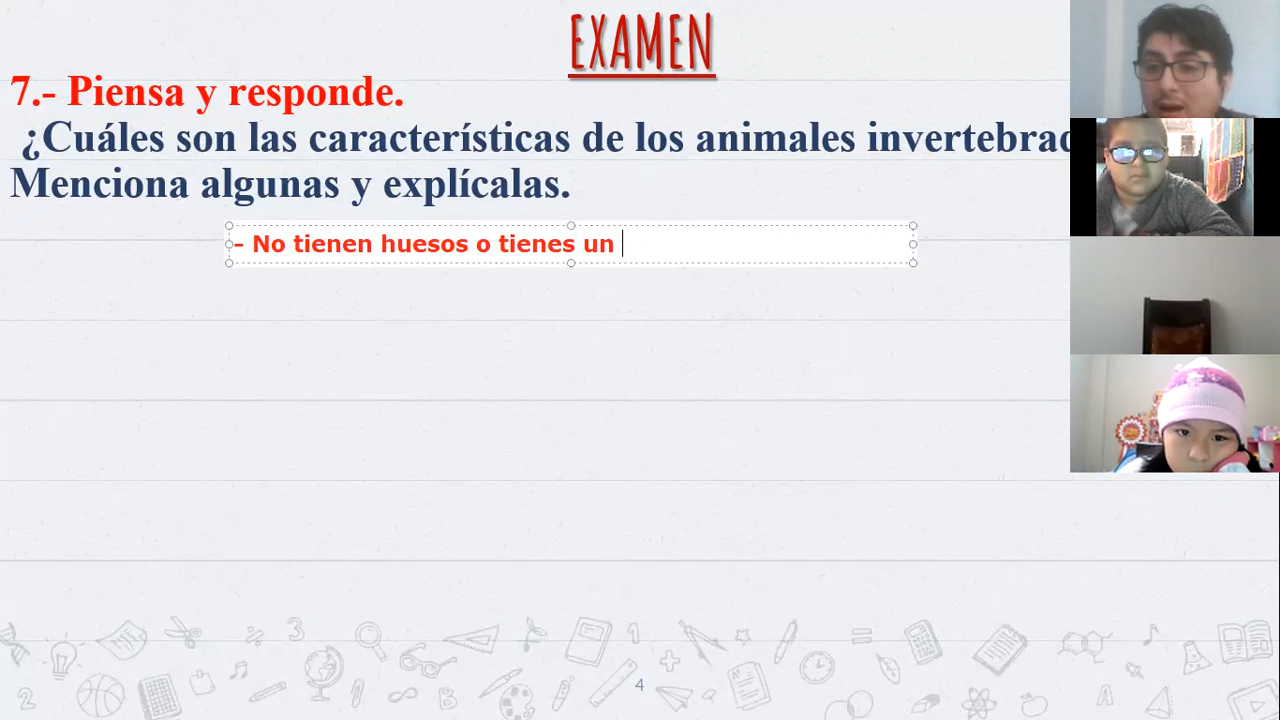 EXAMEN
7.- Piensa y responde.
¿Cuáles son las características de los animales invertebrad
Menciona algunas y explícalas.
- No tienen huesos o tienes un
4